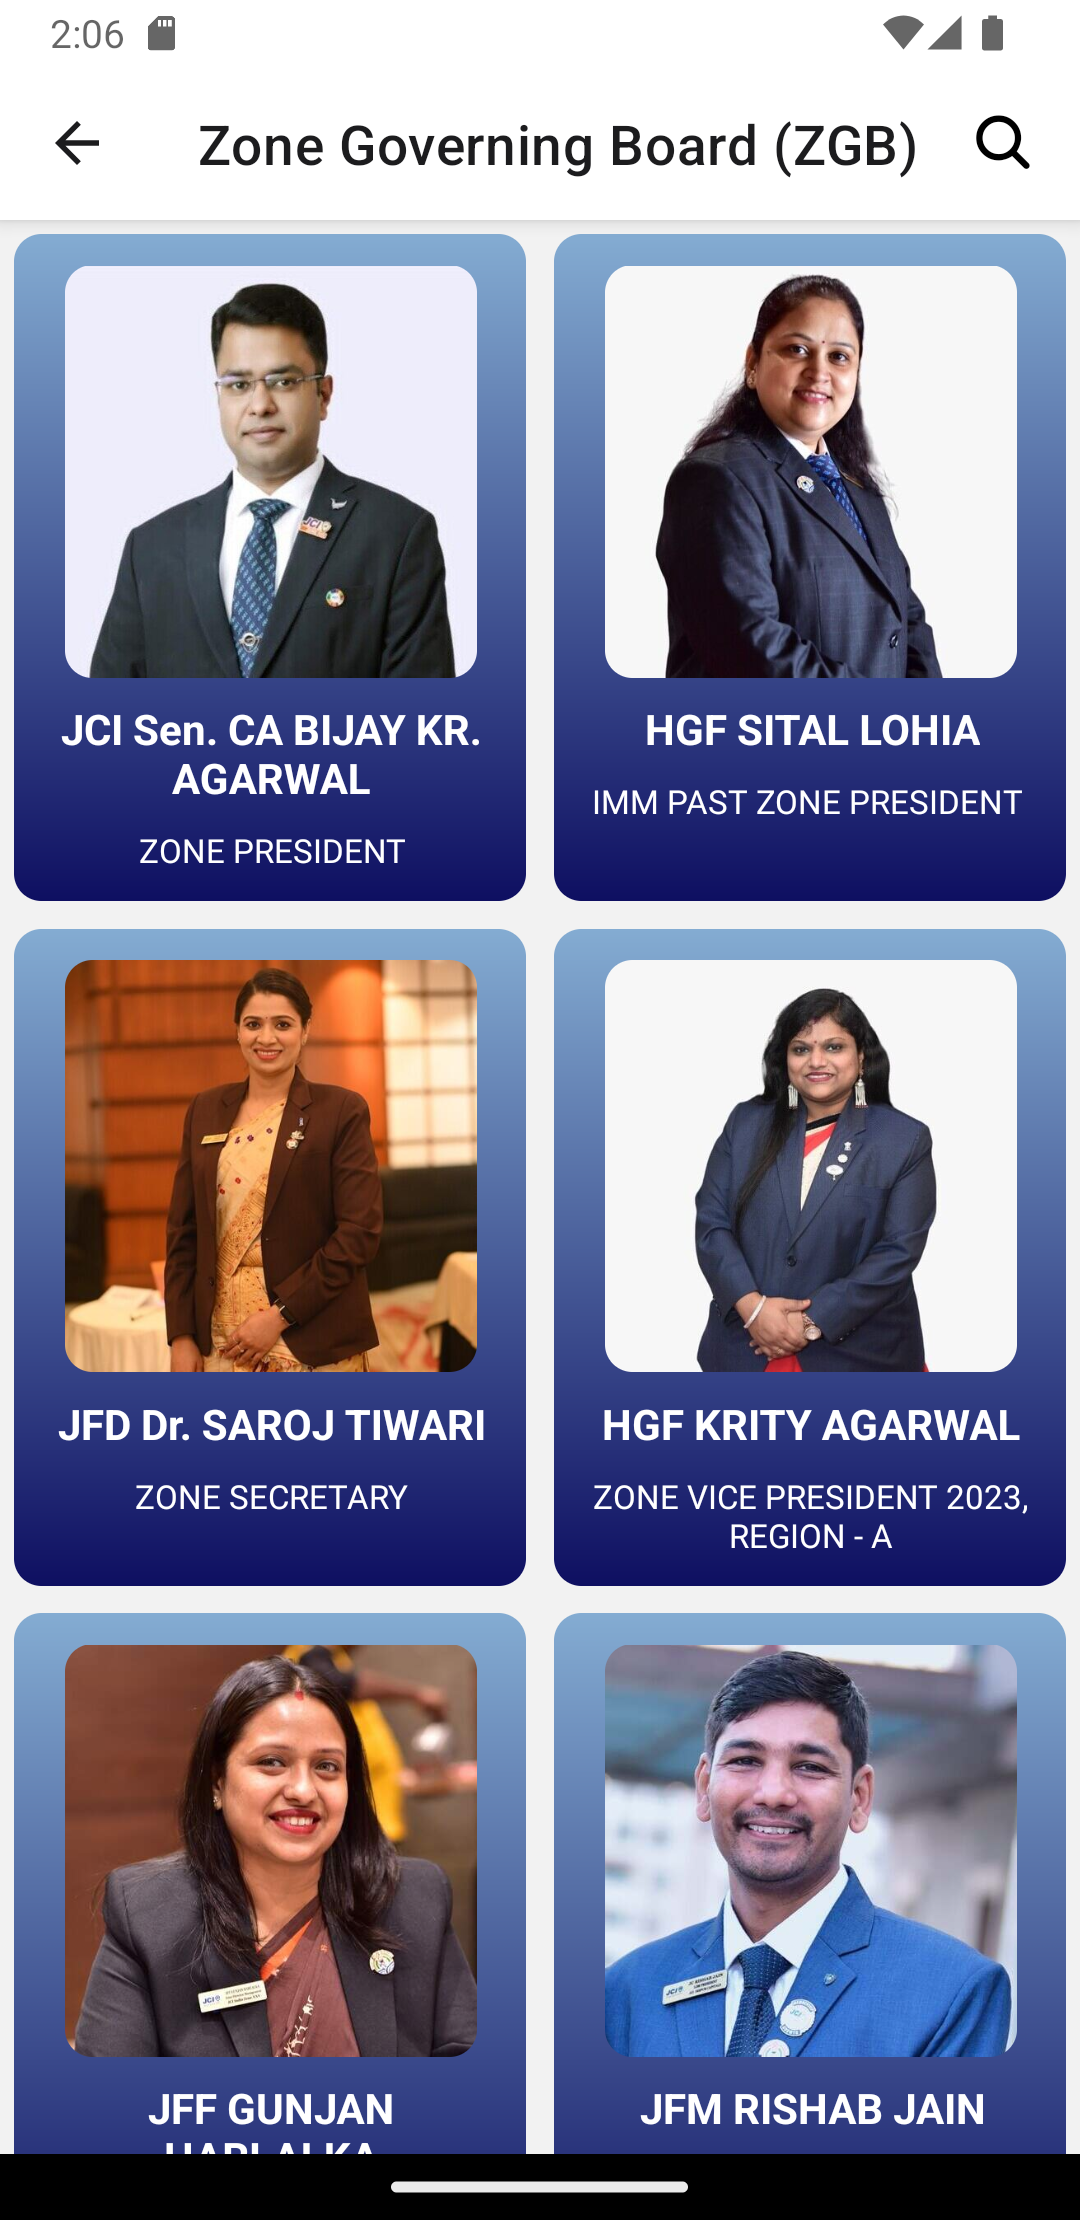 2:06
Zone Governing Board (ZGB)
JCI Sen. CA BIJAY KR.
AGARWAL
ZONE PRESIDENT
HGF SITAL LOHIA
IMM PAST ZONE PRESIDENT
JFD Dr. SAROJ TIWARI
ZONE SECRETARY
HGF KRITY AGARWAL
ZONE VICE PRESIDENT 2023,
REGION - A
JFF GUNJAN
JFM RISHAB JAIN